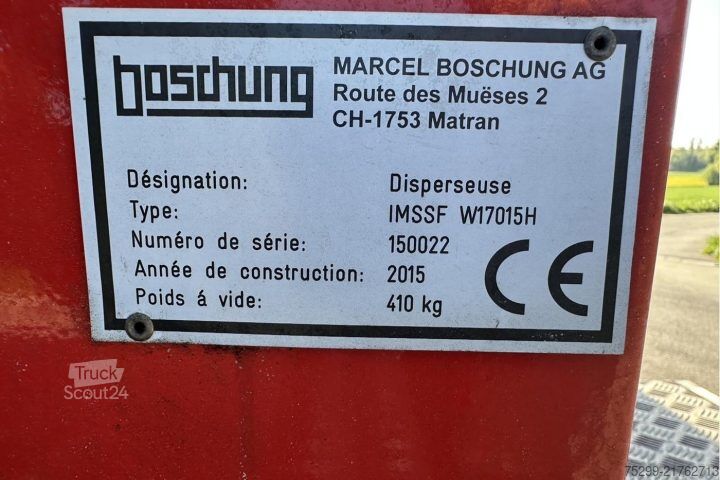 boschung
MARCEL BOSCHUNG AG
Route des Muëses 2
CH-1753 Matran
Désignation: Disperseuse
Type: IMSSF W17015H
Numéro de série: 150022
Année de construction: 2015
Poids á vide: 410 kg
CE
Truck
Scout24
75299-21762713